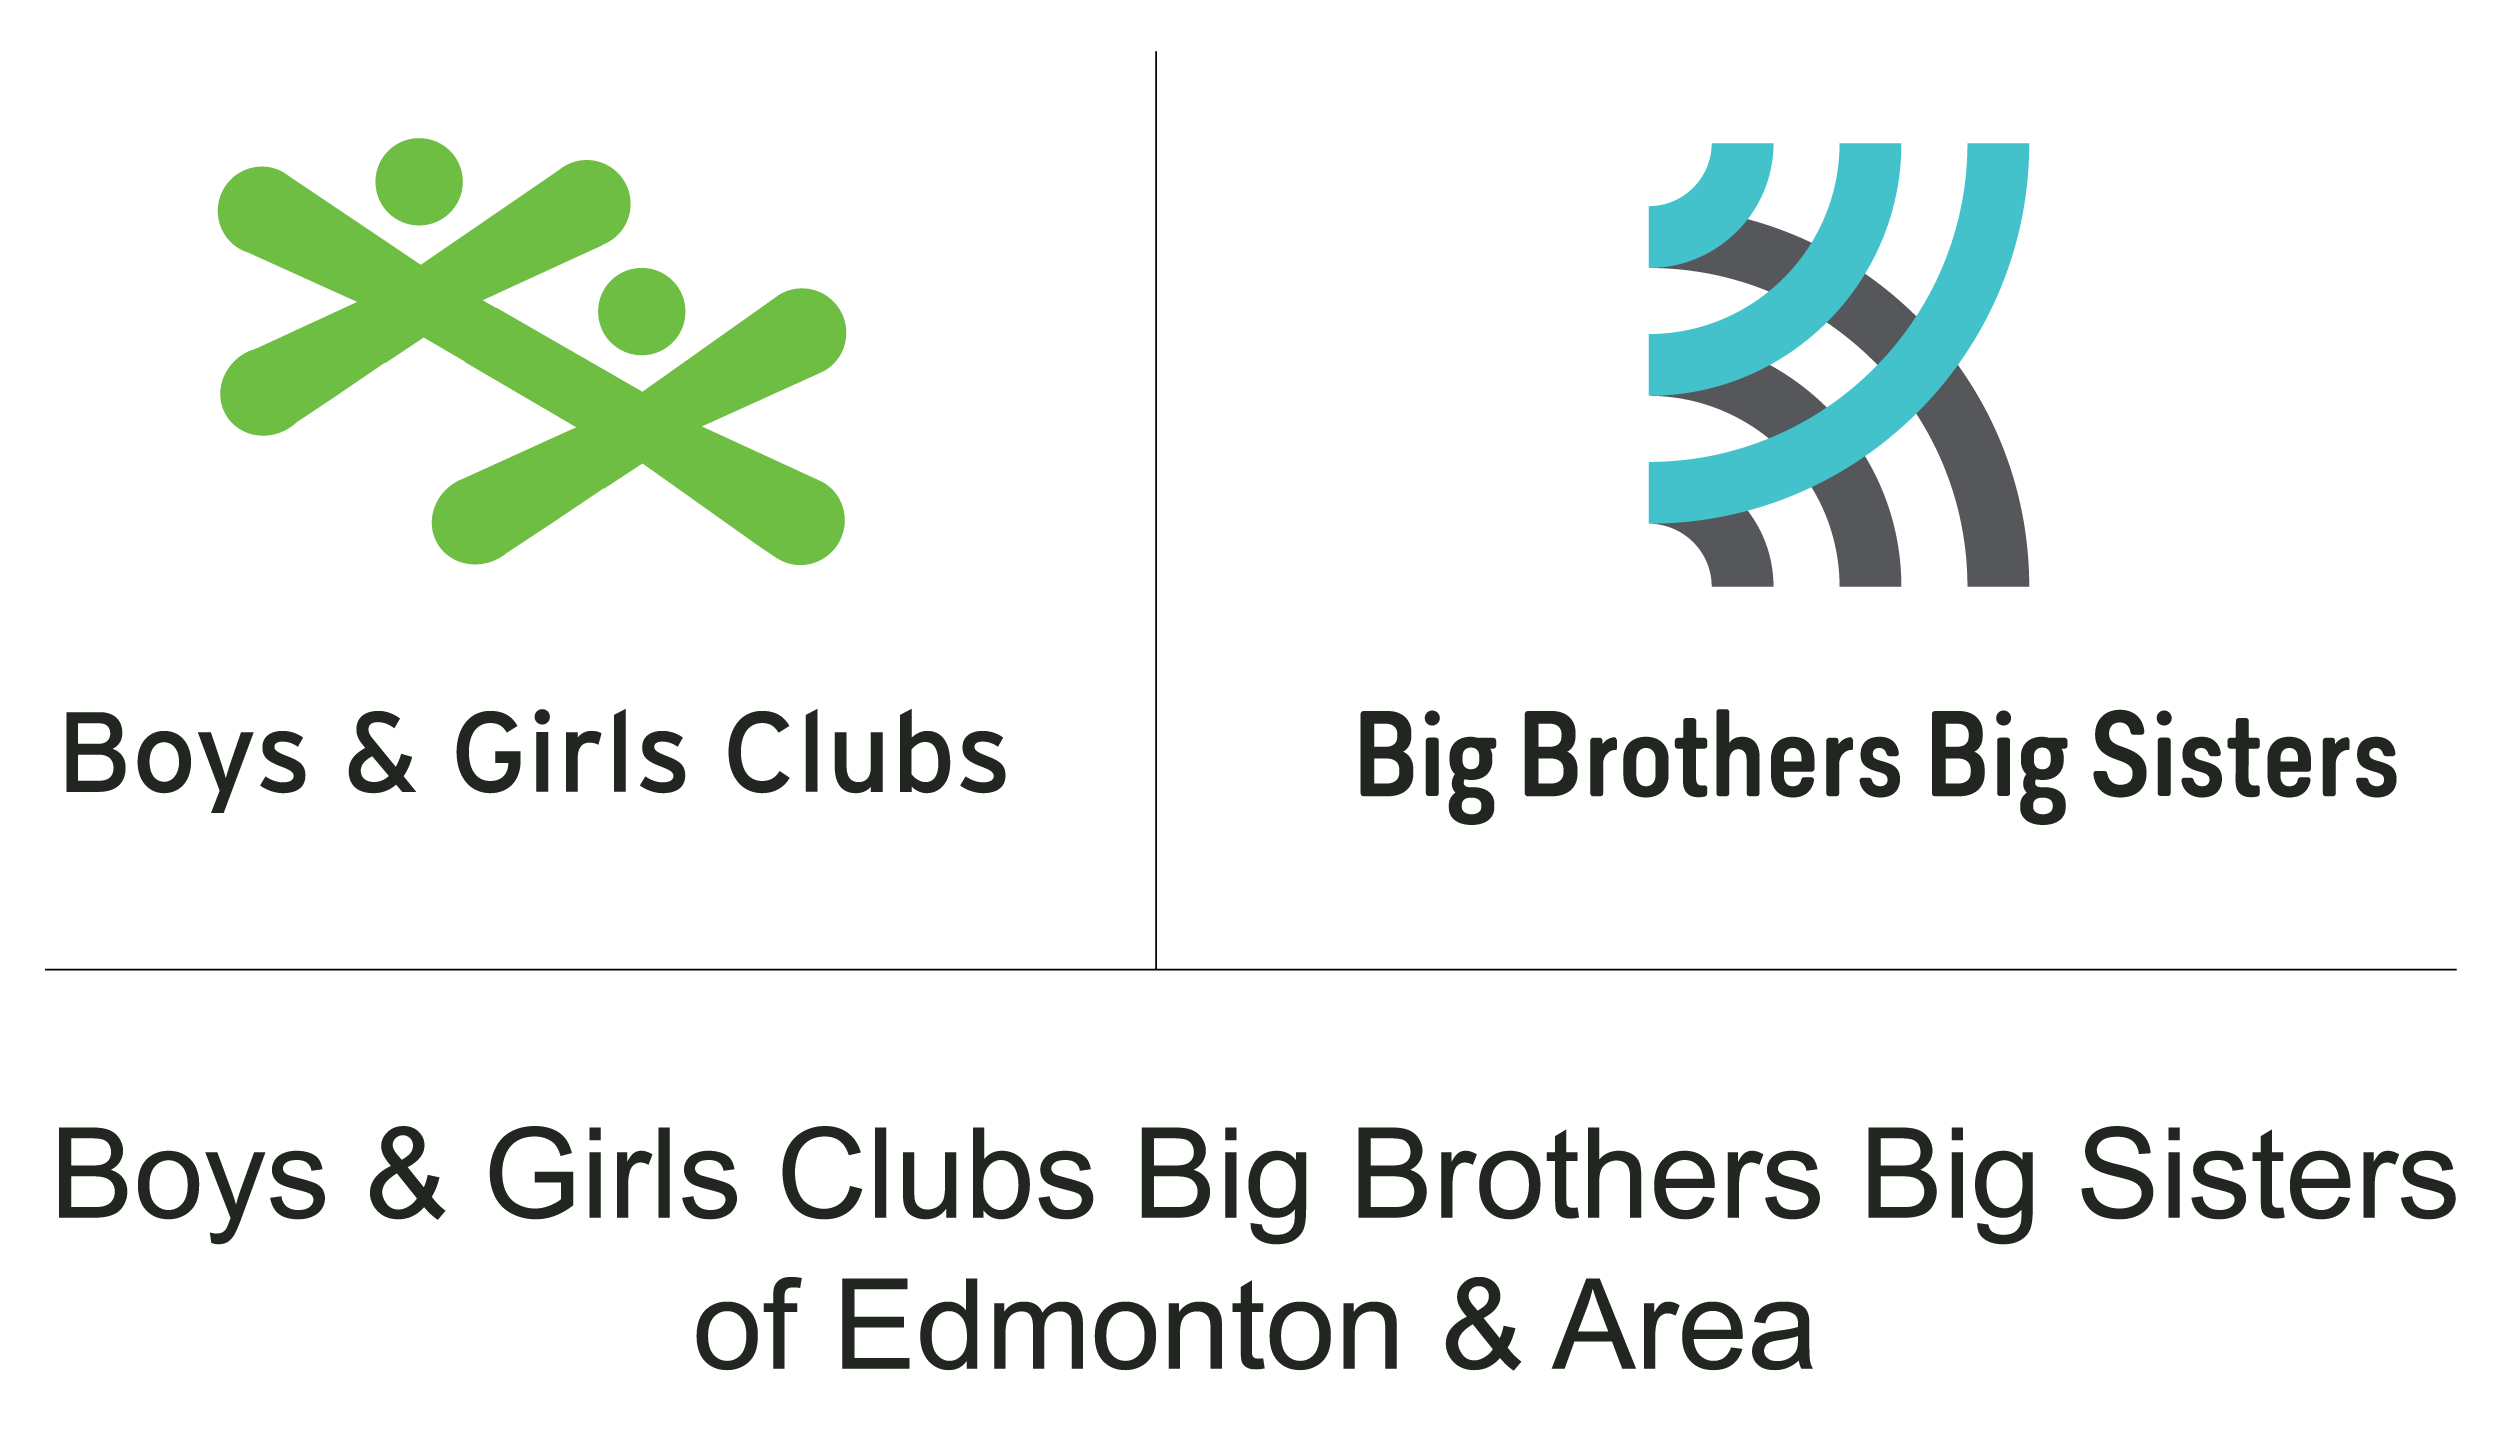 Boys & Girls Clubs
Big Brothers Big Sisters
Boys & Girls Clubs Big Brothers Big Sisters
of Edmonton & Area